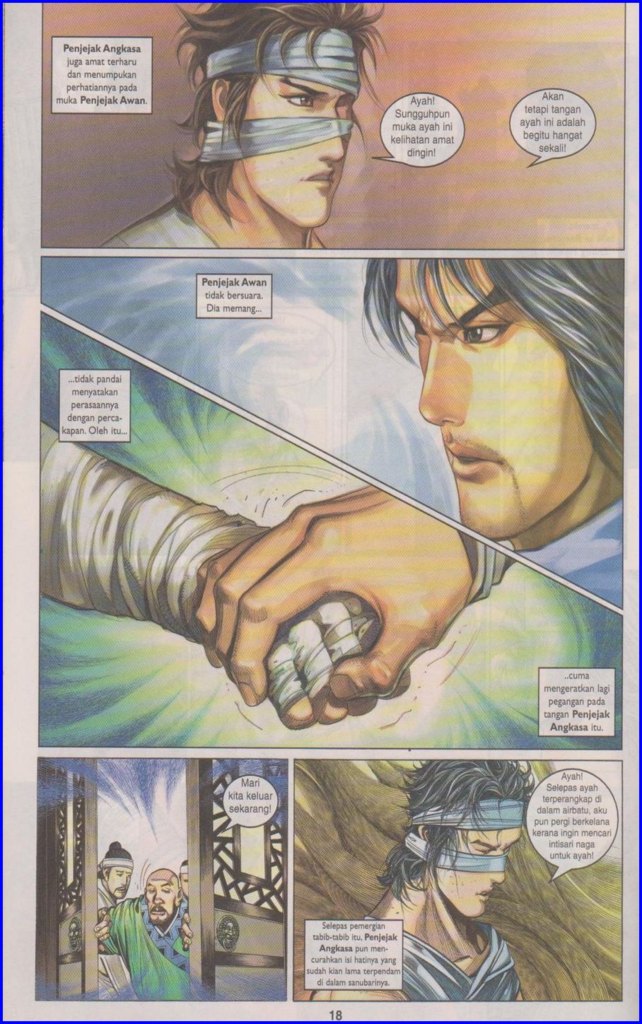 Penjejak Angkasa
juga amat terharu
dan menumpukan
perhatiannya pada
muka Penjejak Awan.
Ayah!
Sungguhpun
muka ayah ini
kelihatan amat
dingin!
Akan
tetapi tangan
ayah ini adalah
begitu hangat
sekali!
Penjejak Awan
tidak bersuara.
Dia memang...
...tidak pandai
menyatakan
perasaannya
dengan perca-
kapan. Oleh itu...
..cuma
mengeratkan lagi
pegangan pada
tangan Penjejak
Angkasa itu.
Mari
kita keluar
sekarang!
Ayah!
Selepas ayah
terperangkap di
dalam airbatu, aku
pun pergi berkelana
kerana ingin mencari
intisari naga
untuk ayah!
Selepas pemergian
tabib-tabib itu, Penjejak
Angkasa pun men-
curahkan isi hatinya yang
sudah kian lama terpendam
di dalam sanubarinya.
18